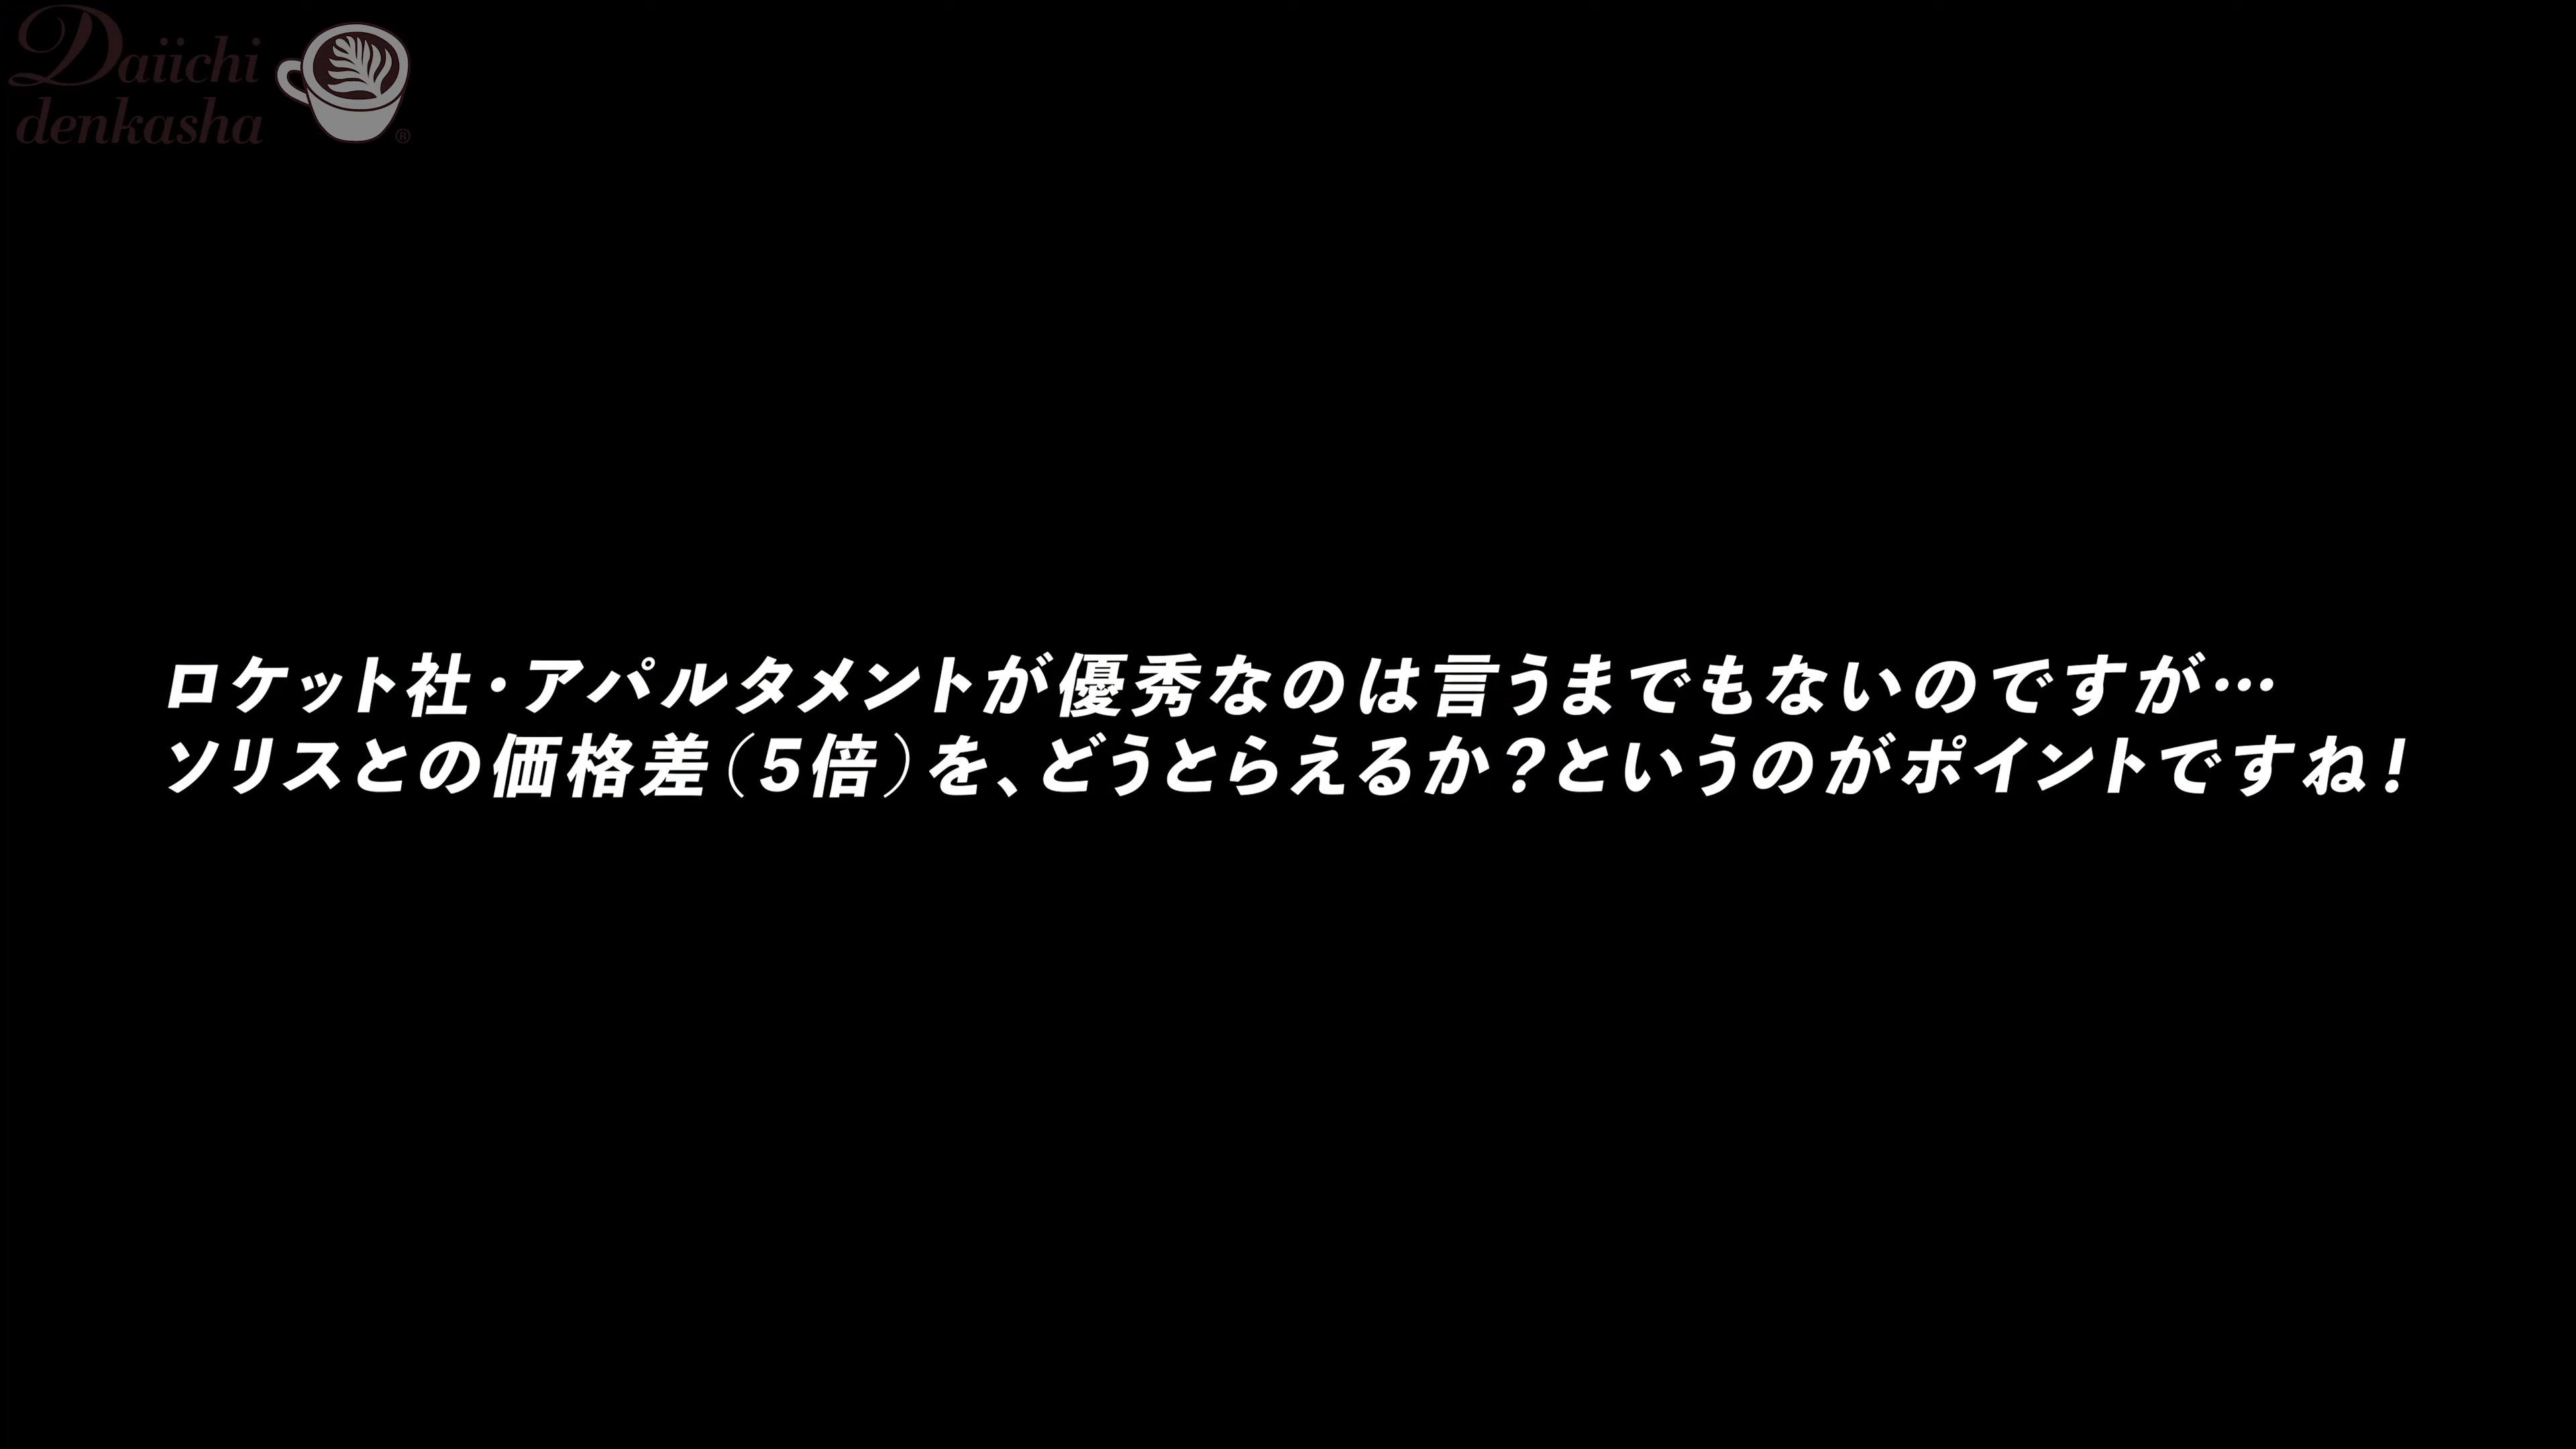 Daiichi
denkasha
®
ロケット社・アパルタメントが優秀なのは言うまでもないのですが…
ソリスとの価格差（5倍）を、どうとらえるか？というのがポイントですね！